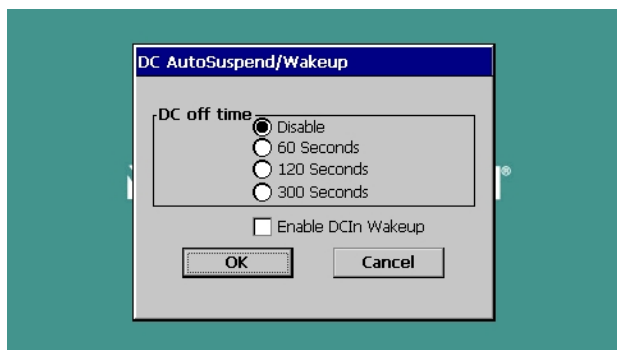 DC AutoSuspend/Wakeup
DC off time
Disable
60 Seconds
120 Seconds
300 Seconds
Enable DCIn Wakeup
OK
Cancel
®